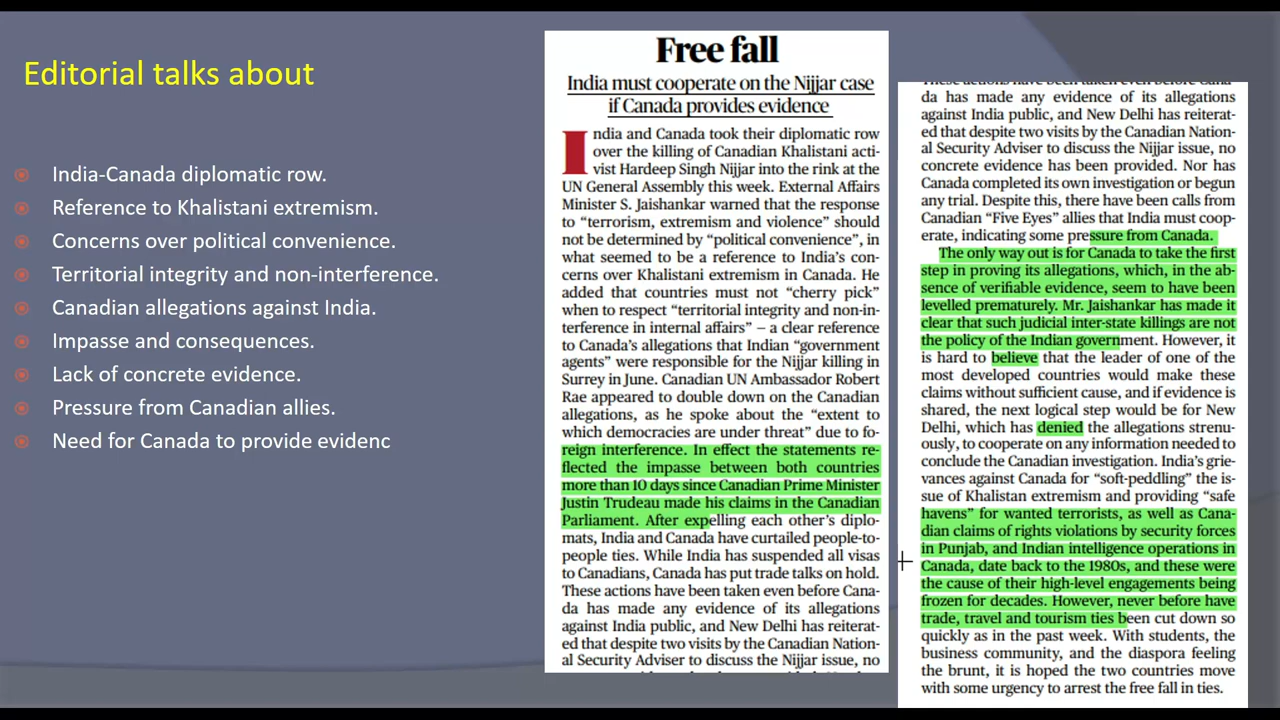 Editorial talks about
India-Canada diplomatic row.
Reference to Khalistani extremism.
Concerns over political convenience.
Territorial integrity and non-interference.
Canadian allegations against India.
Impasse and consequences.
Lack of concrete evidence.
Pressure from Canadian allies.
Need for Canada to provide evidenc
Free fall
India must cooperate on the Nijjar case
if Canada provides evidence
India and Canada took their diplomatic row
over the killing of Canadian Khalistani acti-
vist Hardeep Singh Nijjar into the rink at the
UN General Assembly this week. External Affairs
Minister S. Jaishankar warned that the response
to “terrorism, extremism and violence” should
not be determined by “political convenience”, in
what seemed to be a reference to India’s con-
cerns over Khalistani extremism in Canada. He
added that countries must not “cherry pick”
when to respect “territorial integrity and non-in-
terference in internal affairs” – a clear reference
to Canada’s allegations that Indian “government
agents” were responsible for the Nijjar killing in
Surrey in June. Canadian UN Ambassador Robert
Rae appeared to double down on the Canadian
allegations, as he spoke about the “extent to
which democracies are under threat” due to fo-
reign interference. In effect the statements re-
flected the impasse between both countries
more than 10 days since Canadian Prime Minister
Justin Trudeau made his claims in the Canadian
Parliament. After expelling each other’s diplo-
mats, India and Canada have curtailed people-to-
people ties. While India has suspended all visas
to Canadians, Canada has put trade talks on hold.
These actions have been taken even before Cana-
da has made any evidence of its allegations
against India public, and New Delhi has reiterat-
ed that despite two visits by the Canadian Nation-
al Security Adviser to discuss the Nijjar issue, no
These actions have been taken even before Cana-
da has made any evidence of its allegations
against India public, and New Delhi has reiterat-
ed that despite two visits by the Canadian Nation-
al Security Adviser to discuss the Nijjar issue, no
concrete evidence has been provided. Nor has
Canada completed its own investigation or begun
any trial. Despite this, there have been calls from
Canadian “Five Eyes” allies that India must coop-
erate, indicating some pressure from Canada.
The only way out is for Canada to take the first
step in proving its allegations, which, in the ab-
sence of verifiable evidence, seem to have been
levelled prematurely. Mr. Jaishankar has made it
clear that such judicial inter-state killings are not
the policy of the Indian government. However, it
is hard to believe that the leader of one of the
most developed countries would make these
claims without sufficient cause, and if evidence is
shared, the next logical step would be for New
Delhi, which has denied the allegations strenu-
ously, to cooperate on any information needed to
conclude the Canadian investigation. India’s grie-
vances against Canada for “soft-peddling” the is-
sue of Khalistan extremism and providing “safe
havens” for wanted terrorists, as well as Cana-
dian claims of rights violations by security forces
in Punjab, and Indian intelligence operations in
Canada, date back to the 1980s, and these were
the cause of their high-level engagements being
frozen for decades. However, never before have
trade, travel and tourism ties been cut down so
quickly as in the past week. With students, the
business community, and the diaspora feeling
the brunt, it is hoped the two countries move
with some urgency to arrest the free fall in ties.